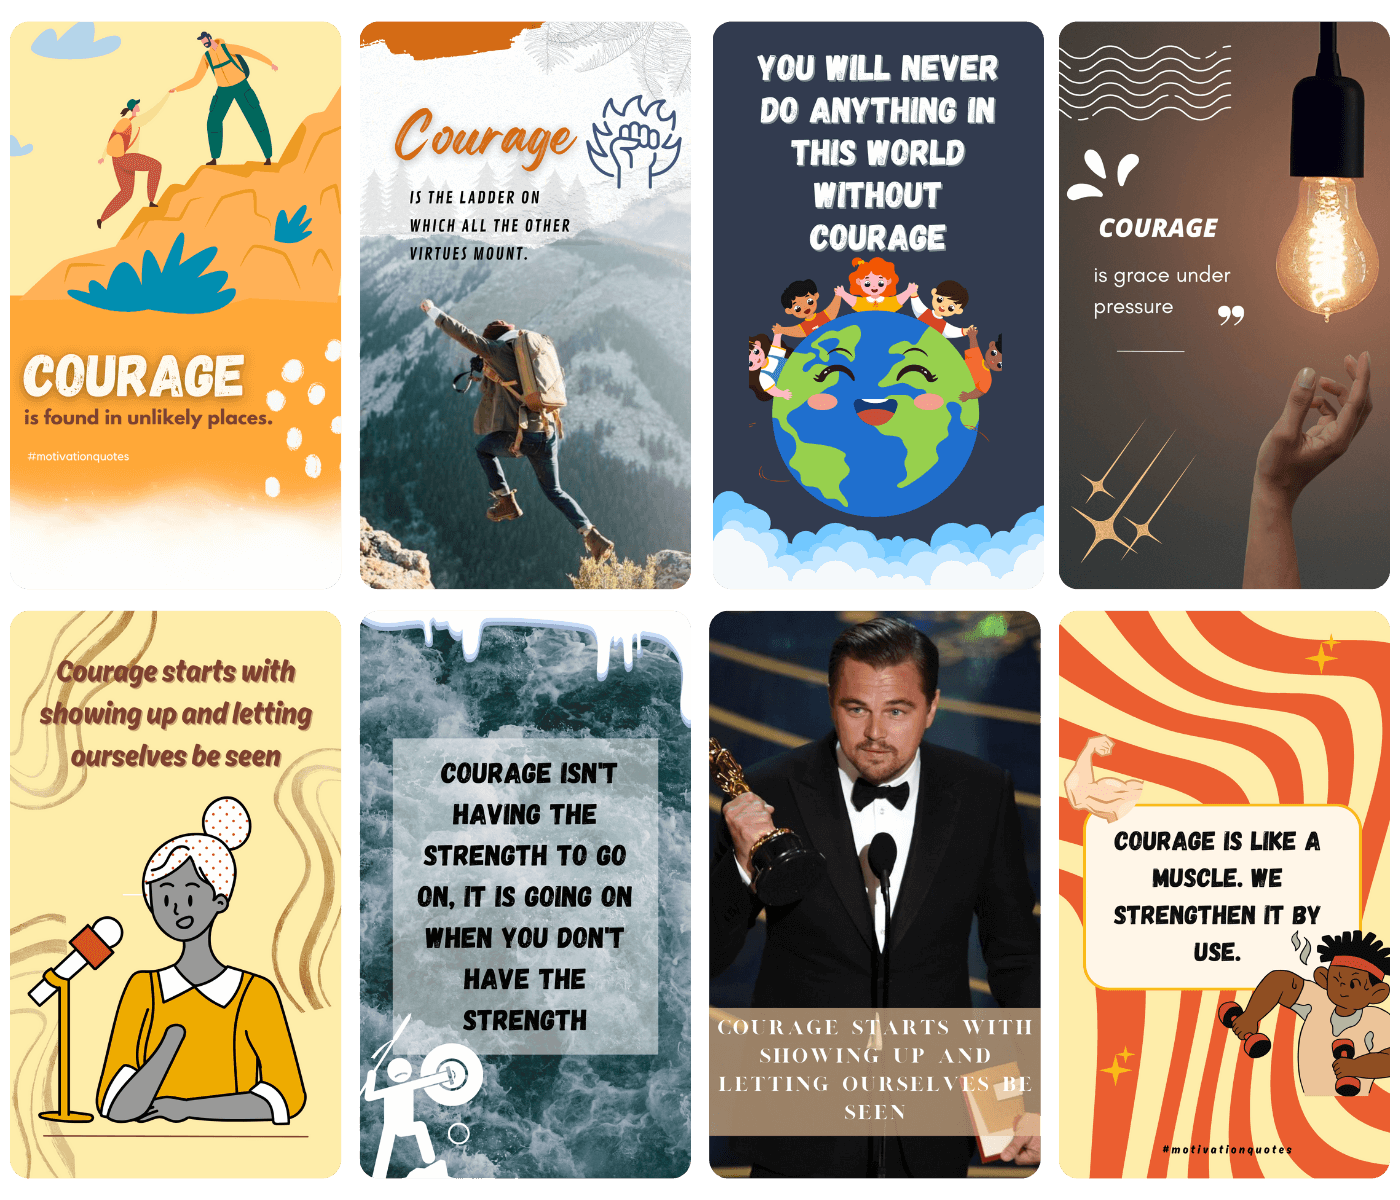 COURAGE
is found in unlikely places.
#motivationquotes
Courage
IS THE LADDER ON
WHICH ALL THE OTHER
VIRTUES MOUNT.
YOU WILL NEVER
DO ANYTHING IN
THIS WORLD
WITHOUT
COURAGE
COURAGE
is grace under
pressure
”
Courage starts with
showing up and letting
ourselves be seen
COURAGE ISN'T
HAVING THE
STRENGTH TO GO
ON, IT IS GOING ON
WHEN YOU DON'T
HAVE THE
STRENGTH
COURAGE STARTS WITH
SHOWING UP AND
LETTING OURSELVES BE
SEEN
COURAGE IS LIKE A
MUSCLE. WE
STRENGTHEN IT BY
USE.
#motivationquotes